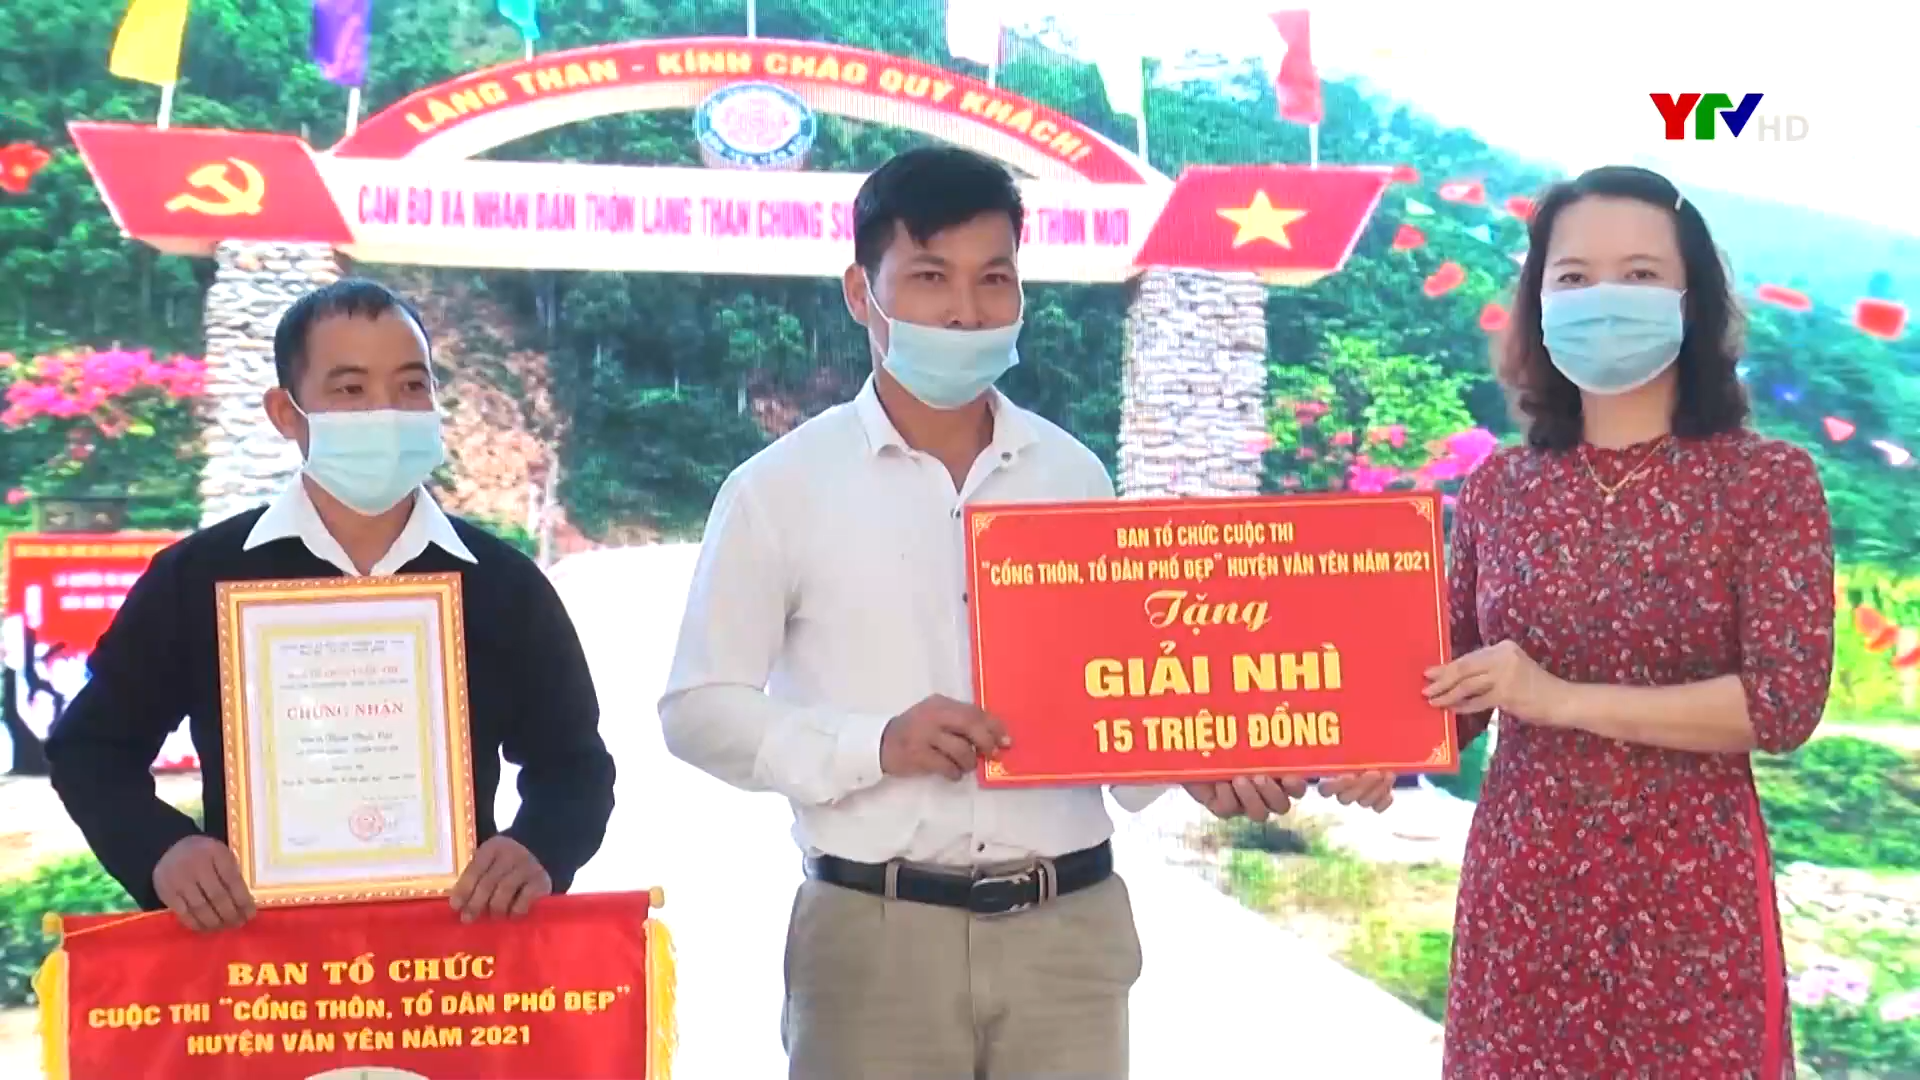 YTV HD
LÀNG THAN - KÍNH CHÀO QUÝ KHÁCH!
CÁN BỘ VÀ NHÂN DÂN THÔN LÀNG THAN CHUNG THÔN MỚI
BAN TỔ CHỨC CUỘC THI
"CỔNG THÔN, TỔ DÂN PHỐ ĐẸP" HUYỆN VĂN YÊN NĂM 2021
Tặng
GIẢI NHÌ
15 TRIỆU ĐỒNG
CHỨNG NHẬN
BAN TỔ CHỨC
CUỘC THI "CỔNG THÔN, TỔ DÂN PHỐ ĐẸP"
HUYỆN VĂN YÊN NĂM 2021